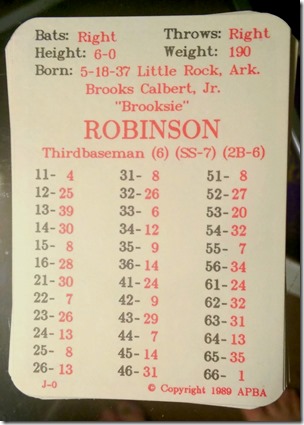 Bats: Right Throws: Right
Height: 6-0 Weight: 190
Born: 5-18-37 Little Rock, Ark.
Brooks Calbert, Jr.
"Brooksie"
ROBINSON
Thirdbaseman (6) (SS-7) (2B-6)
11- 4 31- 8 51- 8
12-25 32-26 52-27
13-39 33- 6 53-20
14-30 34-12 54-32
15- 8 35- 9 55- 7
16-28 36-14 56-34
21-30 41-24 61-24
22- 7 42- 9 62-32
23-26 43-29 63-31
24-13 44- 7 64-13
25- 8 45-14 65-35
26-13 46-31 66- 1
J-0 © Copyright 1989 APBA